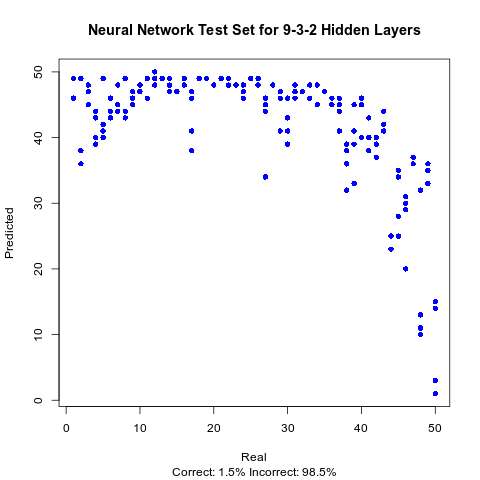 Neural Network Test Set for 9-3-2 Hidden Layers
Predicted
50
40
30
20
10
0
0 10 20 30 40 50
Real
Correct: 1.5% Incorrect: 98.5%